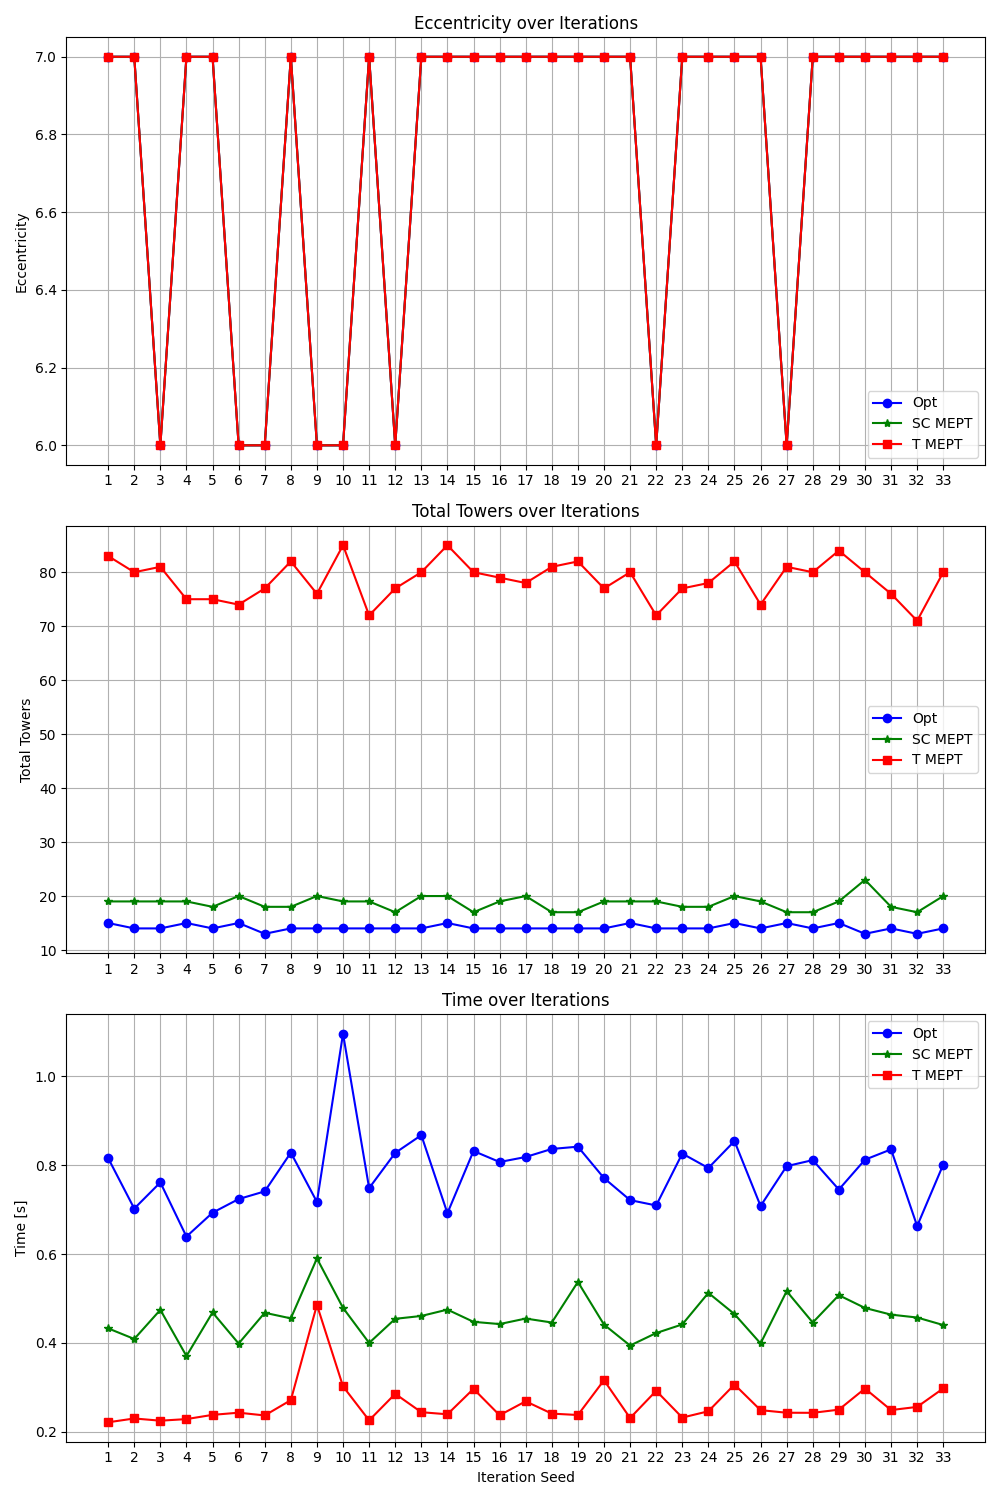 Eccentricity over Iterations
7.0
6.8
6.6
6.4
6.2
6.0
Eccentricity
Opt
SC MEPT
T MEPT
1 2 3 4 5 6 7 8 9 10 11 12 13 14 15 16 17 18 19 20 21 22 23 24 25 26 27 28 29 30 31 32 33
Total Towers over Iterations
80
70
60
50
40
30
20
10
Total Towers
Opt
SC MEPT
T MEPT
1 2 3 4 5 6 7 8 9 10 11 12 13 14 15 16 17 18 19 20 21 22 23 24 25 26 27 28 29 30 31 32 33
Time over Iterations
1.0
0.8
0.6
0.4
0.2
Time [s]
Opt
SC MEPT
T MEPT
1 2 3 4 5 6 7 8 9 10 11 12 13 14 15 16 17 18 19 20 21 22 23 24 25 26 27 28 29 30 31 32 33
Iteration Seed